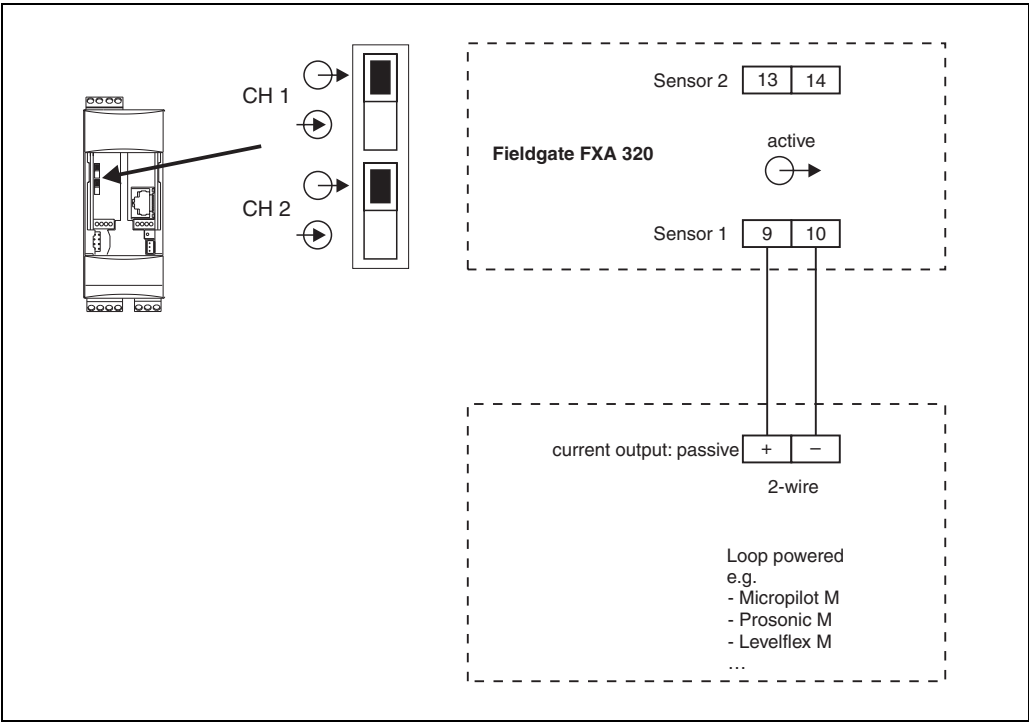 CH 1
CH 2
Sensor 2 13 14
Fieldgate FXA 320
active
Sensor 1 9 10
current output: passive + –
2-wire
Loop powered
e.g.
- Micropilot M
- Prosonic M
- Levelflex M
…